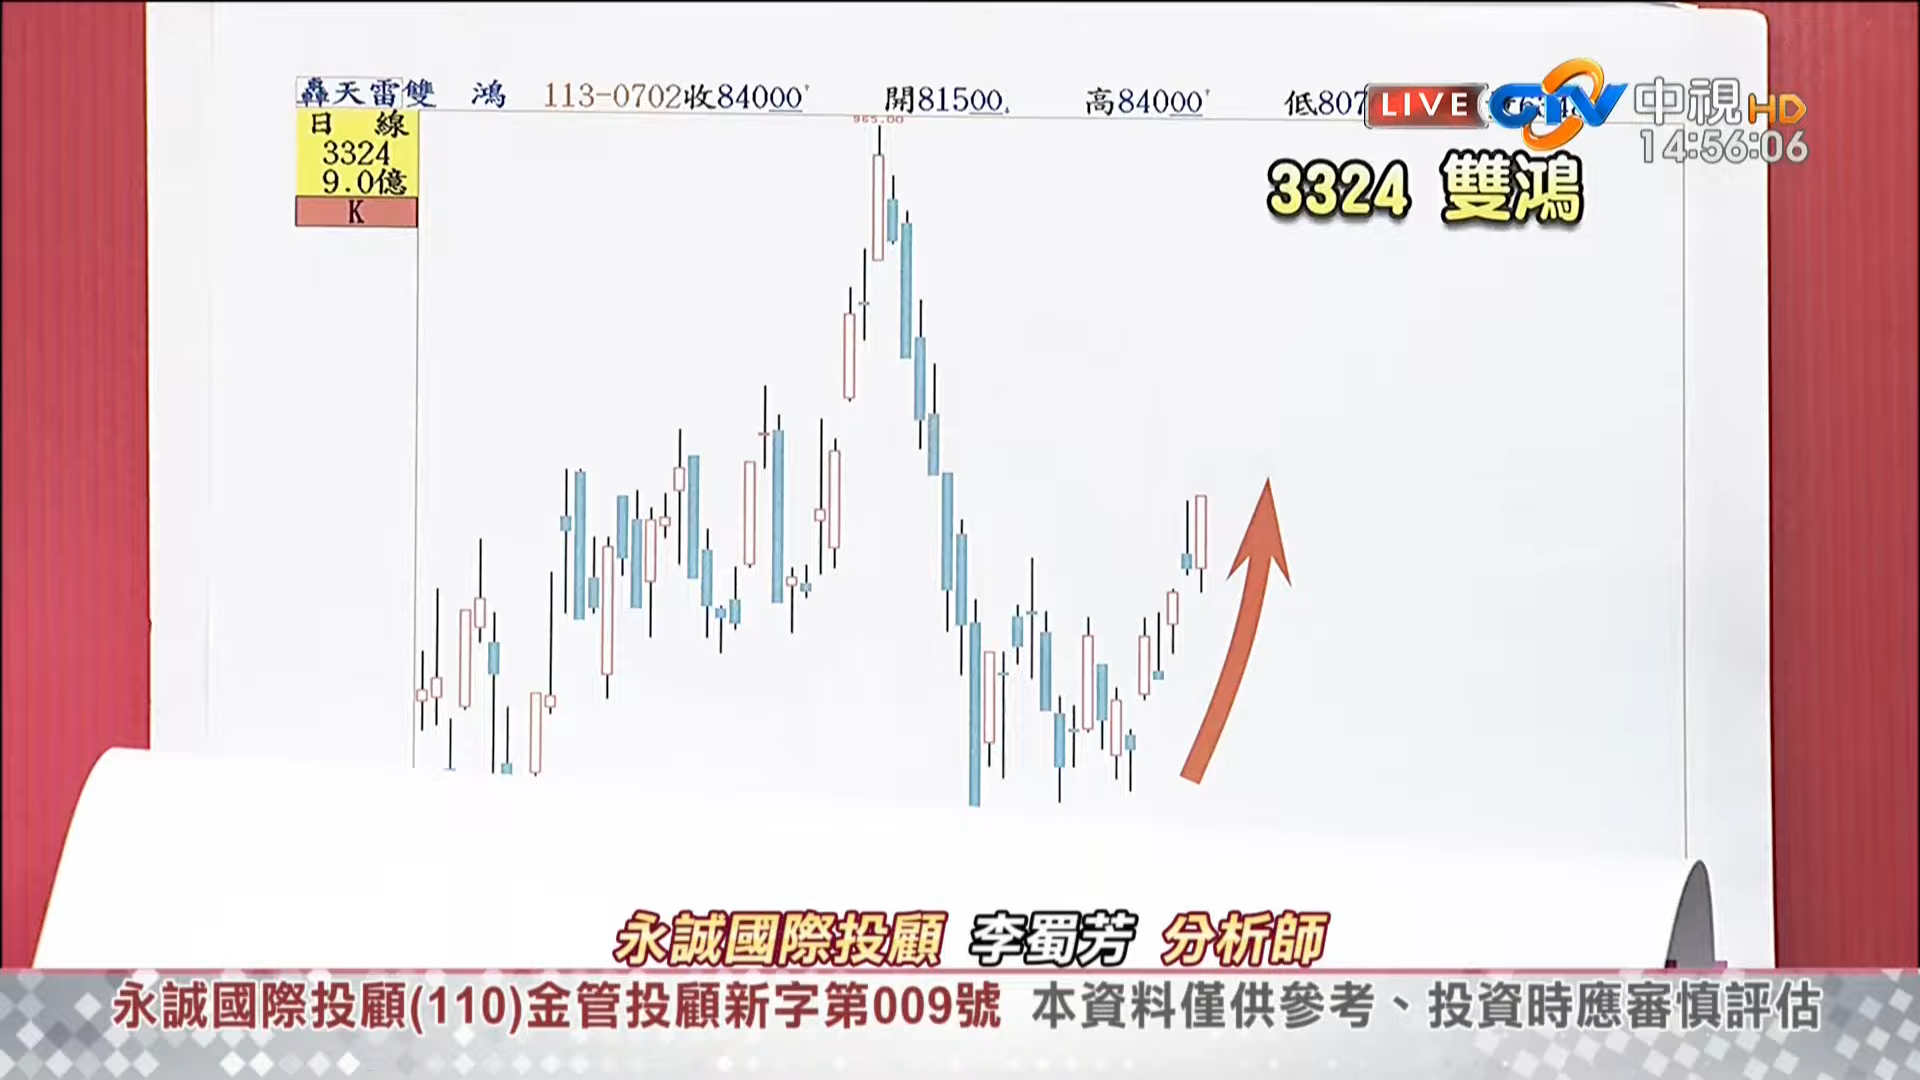 轟天雷雙 鴻 113-0702收84000 開81500 高84000 低807
LIVE CTV 中視HD
14:56:06
日 線
3324
9.0億
K
965.00
3324 雙鴻
永誠國際投顧 李蜀芳 分析師
永誠國際投顧(110)金管投顧新字第009號 本資料僅供參考、投資時應審慎評估